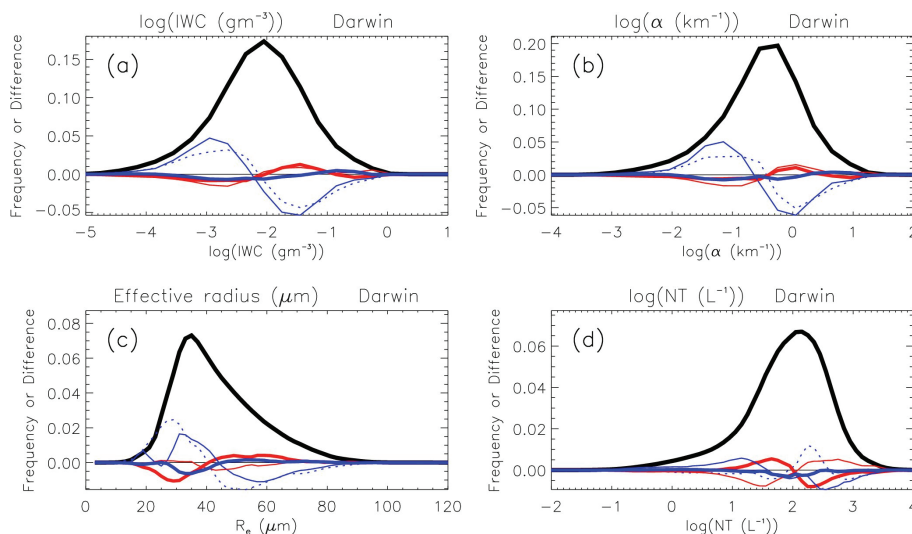 log(IWC (gm⁻³) Darwin
log(α (km⁻¹) Darwin
(a)
(b)
Frequency or Difference
0.15
0.10
0.05
0.00
−0.05
−5 −4 −3 −2 −1 0 1
log(IWC (gm⁻³))
Frequency or Difference
0.20
0.15
0.10
0.05
0.00
−0.05
−4 −3 −2 −1 0 1 2
log(α (km⁻¹)
Effective radius (μm) Darwin
log(NT (L⁻¹)) Darwin
(c)
(d)
Frequency or Difference
0.08
0.06
0.04
0.02
0.00
0 20 40 60 80 100 120
Rₑ (μm)
Frequency or Difference
0.06
0.04
0.02
0.00
−2 −1 0 1 2 3 4
log(NT (L⁻¹)